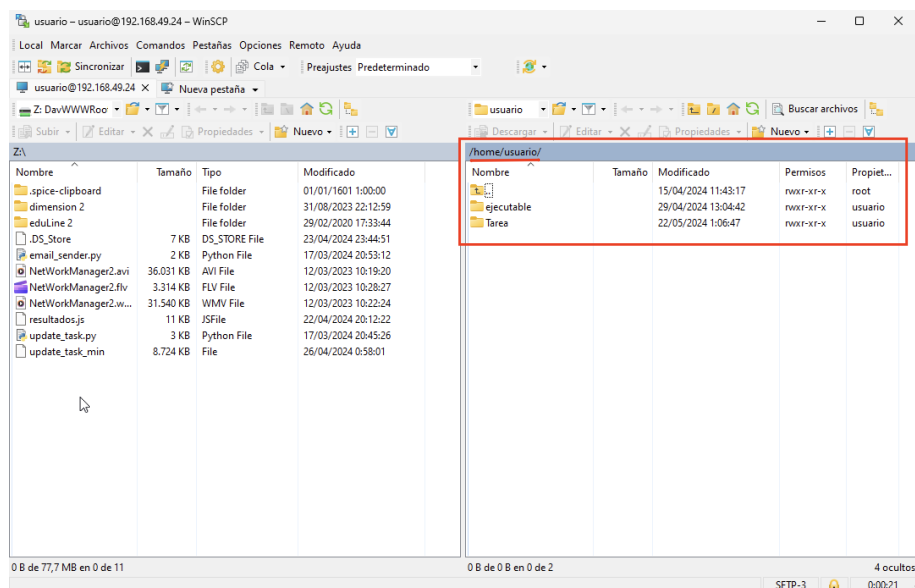 usuario – usuario@192.168.49.24 – WinSCP
Local Marcar Archivos Comandos Pestañas Opciones Remoto Ayuda
Sincronizar Cola Preajustes Predeterminado
usuario@192.168.49.24 Nueva pestaña
Z: DavWWWRoo usuario Buscar archivos
Subir Editar Propiedades Nuevo Descargar Editar Propiedades Nuevo
Z:\ /home/usuario/
Nombre Tamaño Tipo Modificado Nombre Tamaño Modificado Permisos Propiet...
.spice-clipboard File folder 01/01/1601 1:00:00 .. 15/04/2024 11:43:17 rwxr-xr-x root
dimension 2 File folder 31/08/2023 22:12:59 ejecutable 29/04/2024 13:04:42 rwxr-xr-x usuario
eduLine 2 File folder 29/02/2020 17:33:44 Tarea 22/05/2024 1:06:47 rwxr-xr-x usuario
.DS_Store 7 KB DS_STORE File 23/04/2024 23:44:51
email_sender.py 2 KB Python File 17/03/2024 20:53:12
NetWorkManager2.avi 36.031 KB AVI File 12/03/2023 10:19:20
NetWorkManager2.flv 3.314 KB FLV File 12/03/2023 10:28:27
NetWorkManager2.w... 31.540 KB WMV File 12/03/2023 10:22:24
resultados.js 11 KB JSFile 22/04/2024 20:12:22
update_task.py 3 KB Python File 17/03/2024 20:45:26
update_task_min 8.724 KB File 26/04/2024 0:58:01
0 B de 77,7 MB en 0 de 11 0 B de 0 B en 0 de 2 4 ocultos
SFTP-3 0:00:21